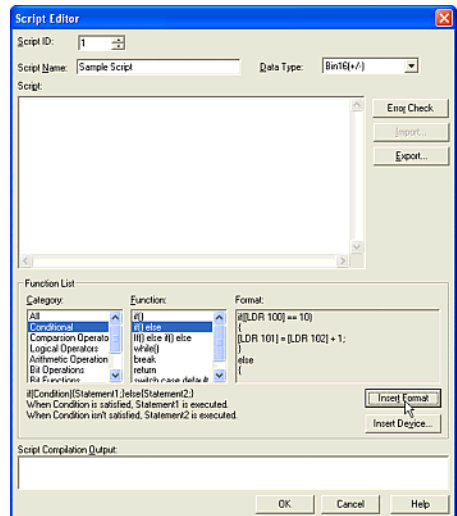 Script Editor
Script ID: 1
Script Name: Sample Script Data Type: Bin16(+/-)
Script:
Error Check
Import...
Export...
Function List
Category: Function: Format:
All
Conditional
Comparsion Operato
Logical Operators
Arithmetic Operation
Bit Operations
Bit Functions
if()
if() else
If() else if() else
while()
break
return
switch case default
if([LDR 100] == 10)
{
[LDR 101] = [LDR 102] + 1;
}
else
{
if(Condition){Statement1;}else{Statement2;}
When Condition is satisfied, Statement1 is executed.
When Condition isn't satisfied, Statement2 is executed.
Insert Format
Insert Device...
Script Compilation Output:
OK Cancel Help